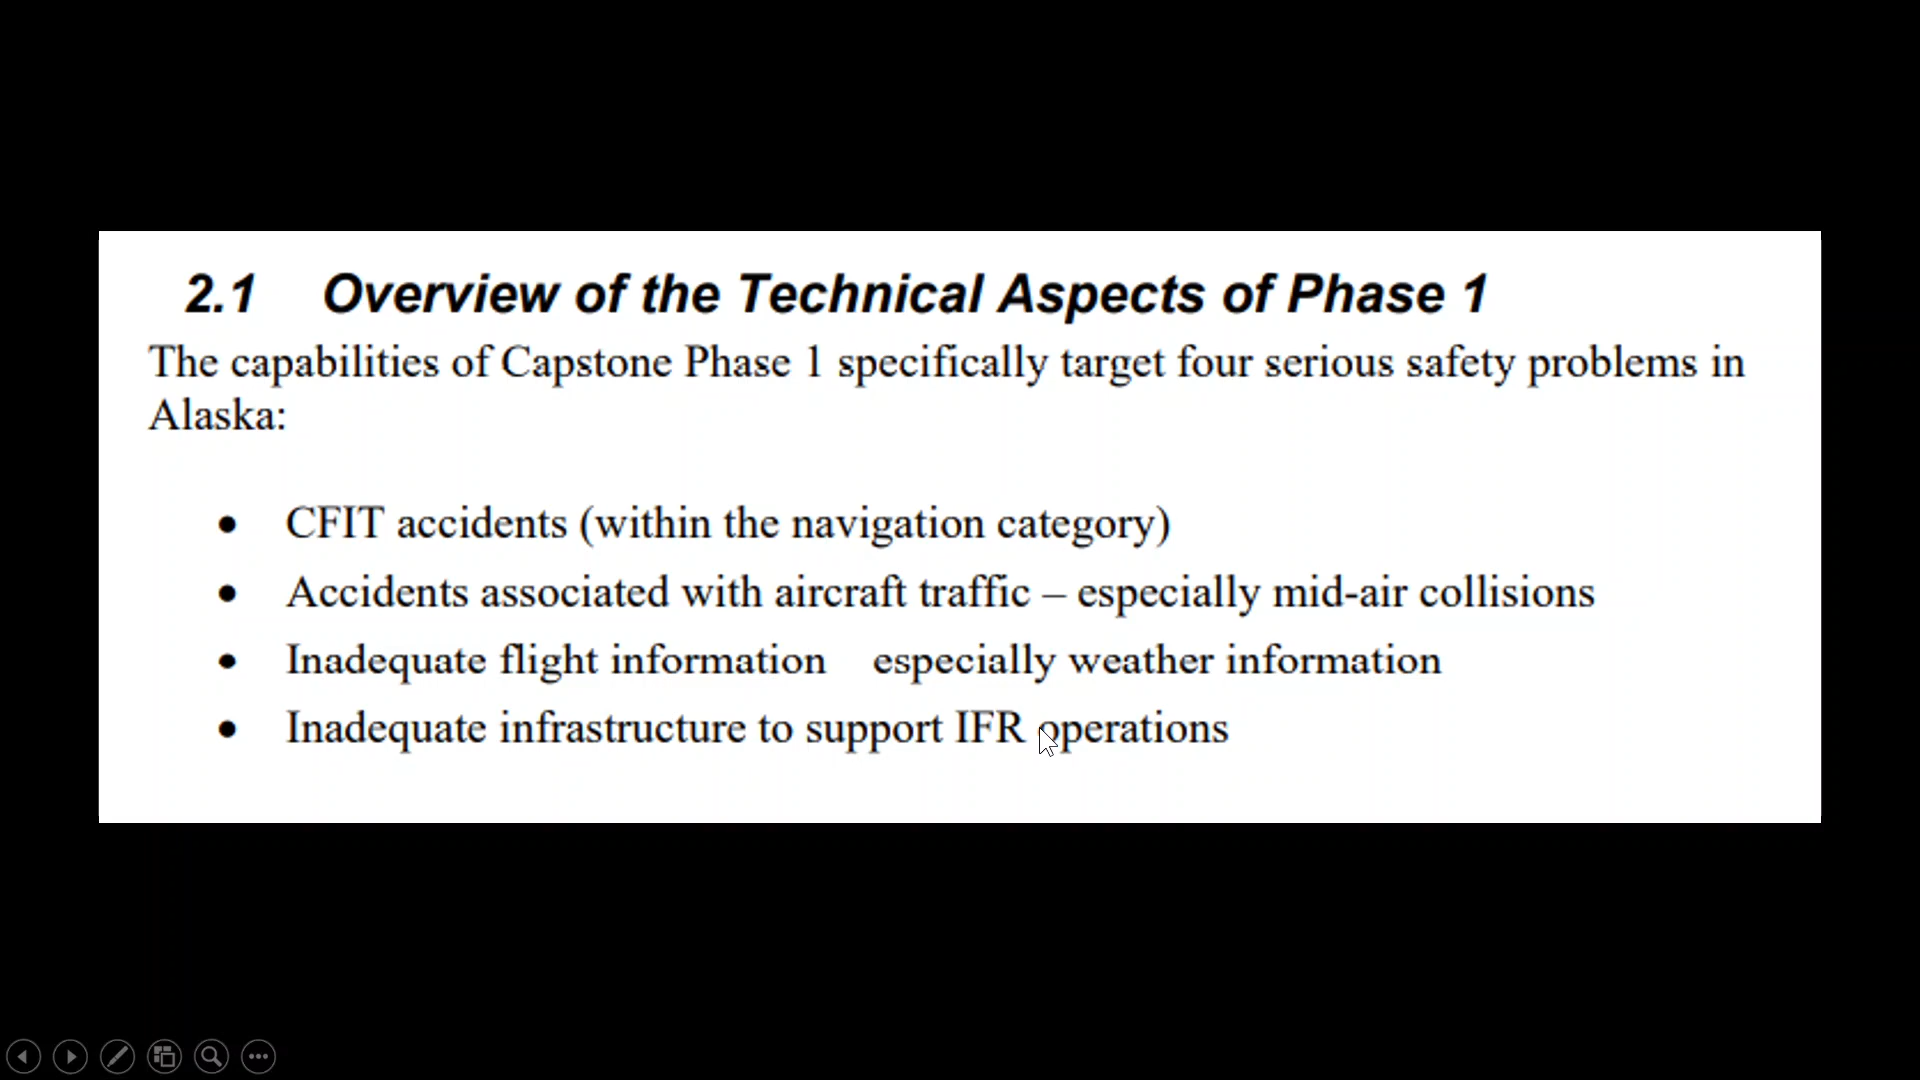 2.1 Overview of the Technical Aspects of Phase 1
The capabilities of Capstone Phase 1 specifically target four serious safety problems in
Alaska:
• CFIT accidents (within the navigation category)
• Accidents associated with aircraft traffic – especially mid-air collisions
• Inadequate flight information especially weather information
• Inadequate infrastructure to support IFR operations